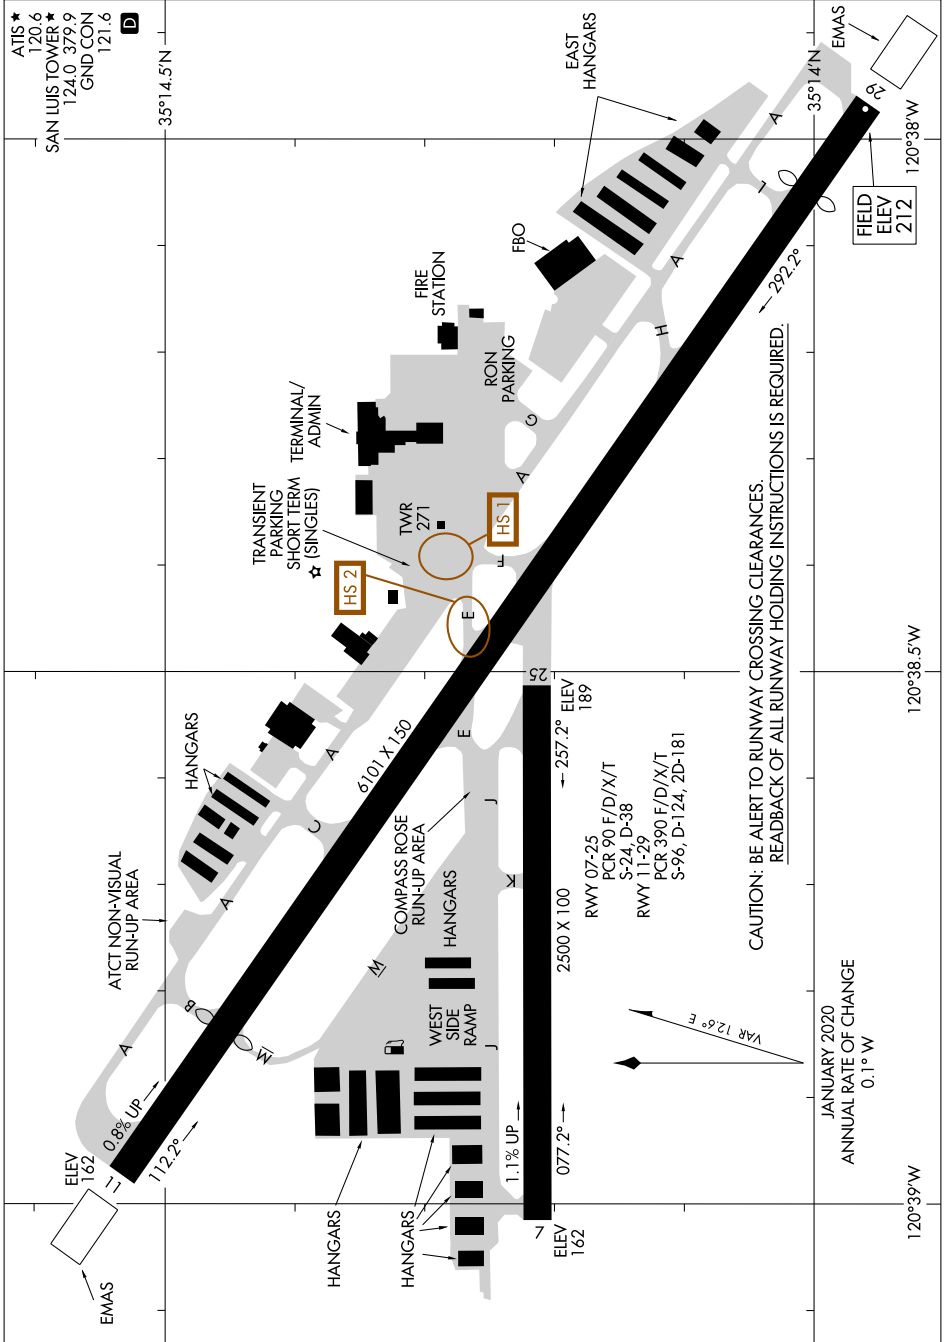 ATIS ★
120.6
SAN LUIS TOWER ★
124.0 379.9
GND CON
121.6
D
35°14.5'N
35°14'N
EMAS
29
120°38'W
FIELD
ELEV
212
EAST
HANGARS
A
L
FBO
A
292.2°
H
FIRE
STATION
RON
PARKING
G
A
TERMINAL/
ADMIN
TRANSIENT
PARKING
SHORT TERM
(SINGLES)
TWR
271
HS 1
HS 2
F
E
25
ELEV
189
120°38.5'W
HANGARS
A
6101 X 150
E
257.2°
C
J
COMPASS ROSE
RUN-UP AREA
K
HANGARS
ATCT NON-VISUAL
RUN-UP AREA
A
M
2500 X 100
RWY 07-25
PCR 90 F/D/X/T
S-24, D-38
RWY 11-29
PCR 390 F/D/X/T
S-96, D-124, 2D-181
CAUTION: BE ALERT TO RUNWAY CROSSING CLEARANCES.
READBACK OF ALL RUNWAY HOLDING INSTRUCTIONS IS REQUIRED.
B
A
M
WEST
SIDE
RAMP
J
VAR 12.6° E
JANUARY 2020
ANNUAL RATE OF CHANGE
0.1° W
0.8% UP
112.2°
ELEV
162
11
1.1% UP
077.2°
7
ELEV
162
120°39'W
HANGARS
HANGARS
EMAS